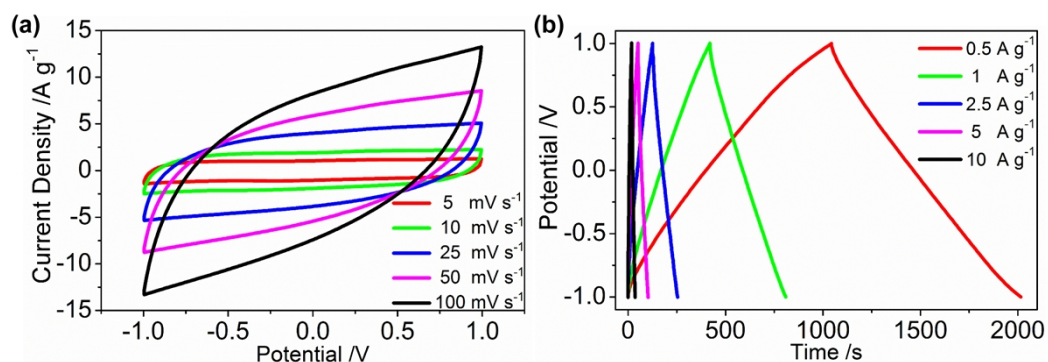 (a)
Current Density /A g⁻¹
15
10
5
0
-5
-10
15
-1.0
-0.5
0.0
0.5
1.0
Potential /V
5 mV s⁻¹
10 mV s⁻¹
25 mV s⁻¹
50 mV s⁻¹
100 mV s⁻¹
(b)
Potential /V
1.0
0.5
0.0
-0.5
-1.0
0
500
1000
1500
2000
Time /s
0.5 A g⁻¹
1 A g⁻¹
2.5 A g⁻¹
5 A g⁻¹
10 A g⁻¹